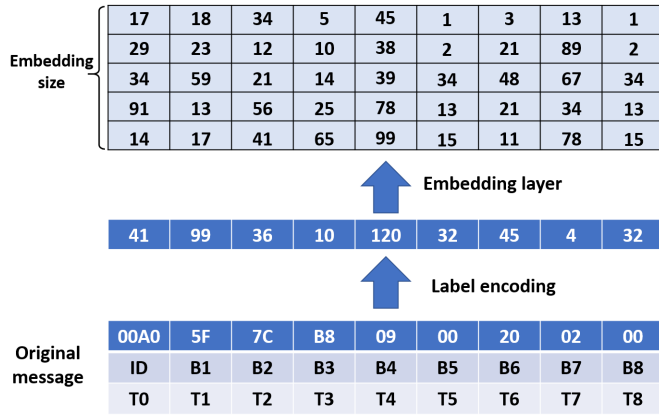 17 18 34 5 45 1 3 13 1
Embedding size
29 23 12 10 38 2 21 89 2
34 59 21 14 39 34 48 67 34
91 13 56 25 78 13 21 34 13
14 17 41 65 99 15 11 78 15
Embedding layer
41 99 36 10 120 32 45 4 32
Label encoding
00A0 5F 7C B8 09 00 20 02 00
Original message
ID B1 B2 B3 B4 B5 B6 B7 B8
T0 T1 T2 T3 T4 T5 T6 T7 T8